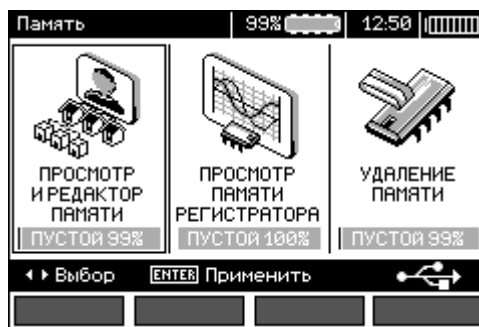 Память 99% 12:50
ПРОСМОТР
И РЕДАКТОР
ПАМЯТИ
ПУСТОЙ 99%
ПРОСМОТР
ПАМЯТИ
РЕГИСТРАТОРА
ПУСТОЙ 100%
УДАЛЕНИЕ
ПАМЯТИ
ПУСТОЙ 99%
Выбор ENTER Применить